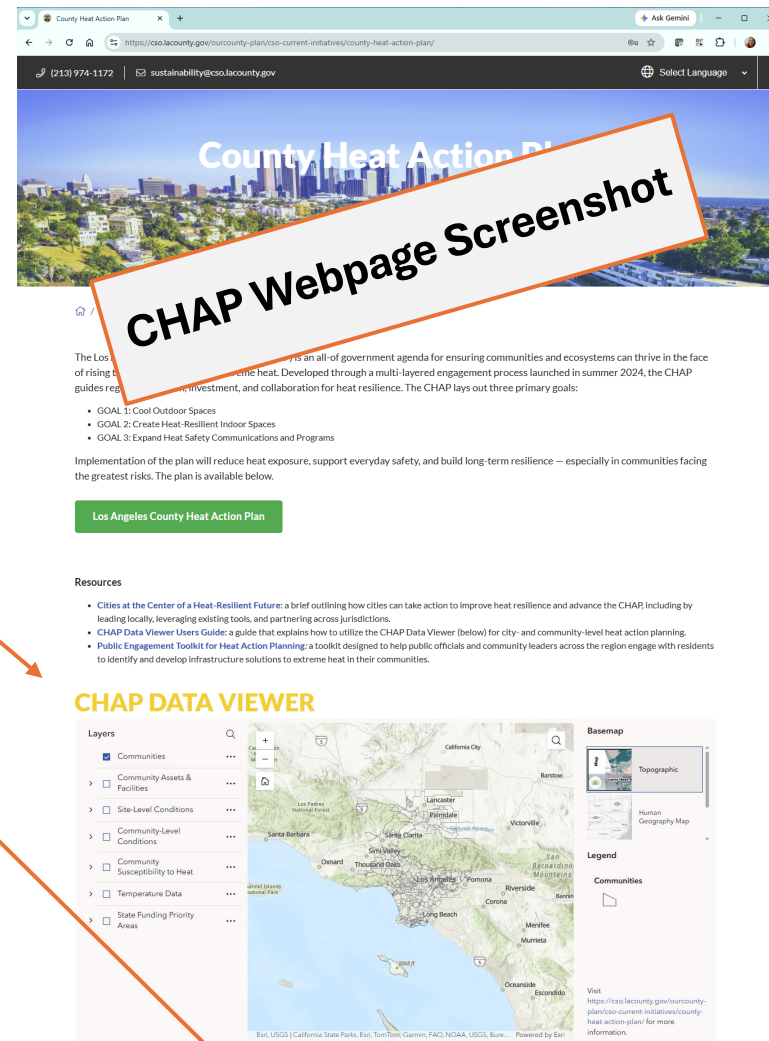 County Heat Action Plan
+
Ask Gemini
https://cso.lacounty.gov/ourcounty-plan/cso-current-initiatives/county-heat-action-plan/
(213) 974-1172
sustainability@cso.lacounty.gov
Select Language
County Heat Action
CHAP Webpage Screenshot
/
The Los
is an all-of government agenda for ensuring communities and ecosystems can thrive in the face
of rising
heat. Developed through a multi-layered engagement process launched in summer 2024, the CHAP
guides
investment, and collaboration for heat resilience. The CHAP lays out three primary goals:
• GOAL 1: Cool Outdoor Spaces
• GOAL 2: Create Heat-Resilient Indoor Spaces
• GOAL 3: Expand Heat Safety Communications and Programs
Implementation of the plan will reduce heat exposure, support everyday safety, and build long-term resilience — especially in communities facing
the greatest risks. The plan is available below.
Los Angeles County Heat Action Plan
Resources
• Cities at the Center of a Heat-Resilient Future: a brief outlining how cities can take action to improve heat resilience and advance the CHAP, including by
leading locally, leveraging existing tools, and partnering across jurisdictions.
• CHAP Data Viewer Users Guide: a guide that explains how to utilize the CHAP Data Viewer (below) for city- and community-level heat action planning.
• Public Engagement Toolkit for Heat Action Planning: a toolkit designed to help public officials and community leaders across the region engage with residents
to identify and develop infrastructure solutions to extreme heat in their communities.
CHAP DATA VIEWER
Layers
Communities
Community Assets &
Facilities
Site-Level Conditions
Community-Level
Conditions
Community
Susceptibility to Heat
Temperature Data
State Funding Priority
Areas
+
−
5
California City
Barstow
Los Padres
National Forest
5
Lancaster
Palmdale
Victorville
California Aqueduct
Santa Barbara
Santa Clarita
Simi Valley
Oxnard
Thousand Oaks
San
Bernardino
Mountains
Los Angeles
Pomona
Riverside
Corona
Long Beach
Menifee
Murrieta
5
Oceanside
Escondido
Esri, USGS | California State Parks, Esri, TomTom, Garmin, FAO, NOAA, USGS, Bure...
Powered by Esri
Basemap
Map
Topographic
Human
Geography Map
Legend
Communities
Visit
https://cso.lacounty.gov/ourcounty-
plan/cso-current-initiatives/county-
heat-action-plan/ for more
information.